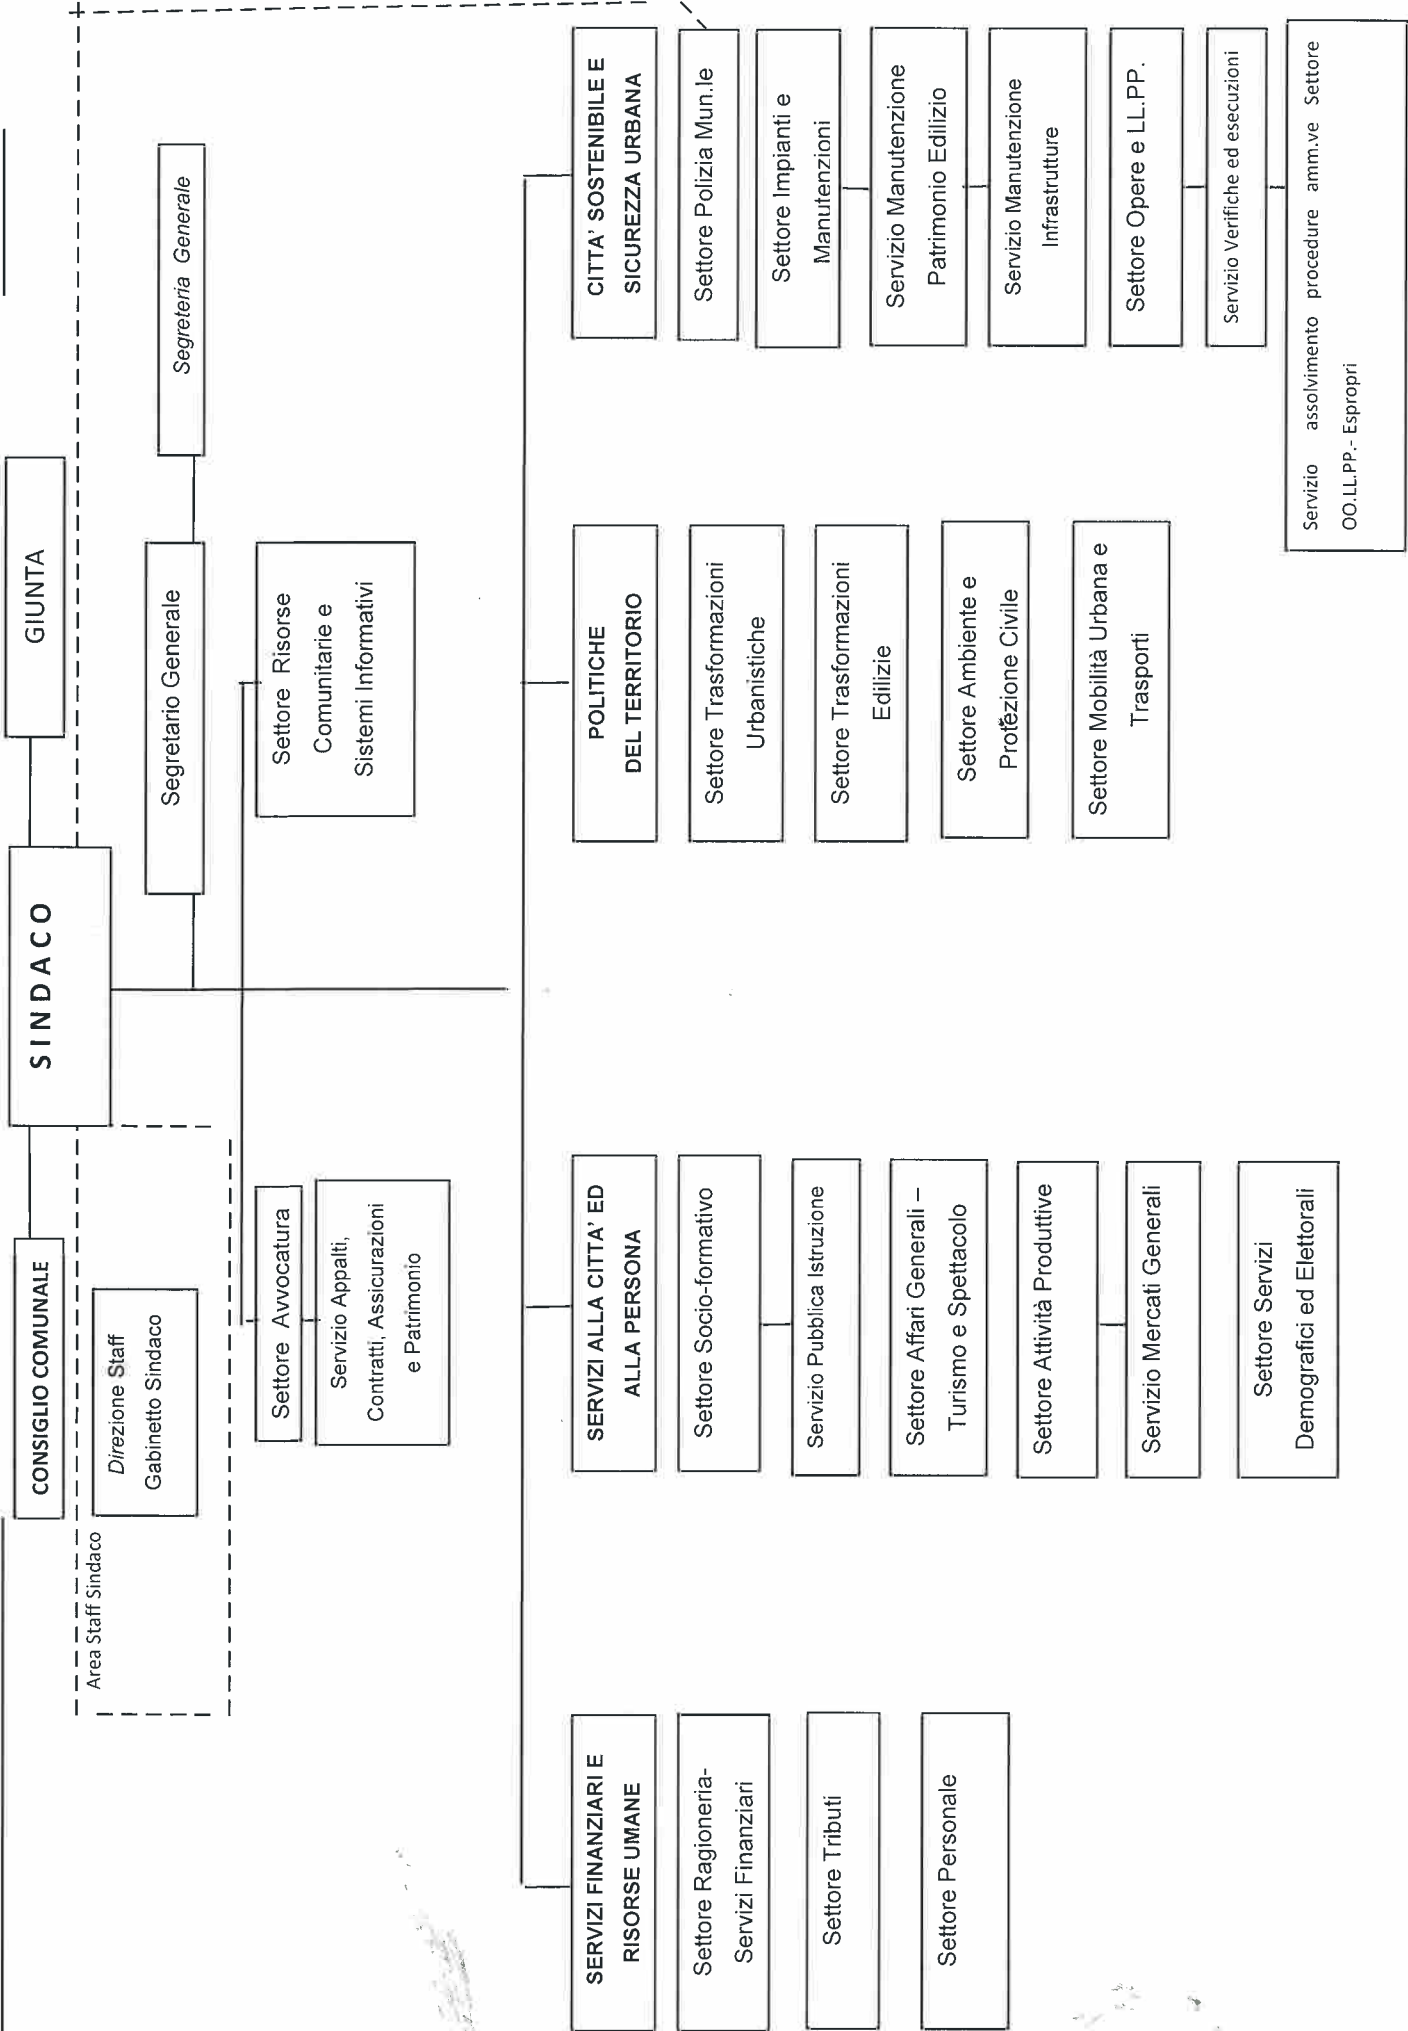 CONSIGLIO COMUNALE
SINDACO
GIUNTA
Area Staff Sindaco
Direzione Staff
Gabinetto Sindaco
Segretario Generale
Segreteria Generale
Settore Avvocatura
Servizio Appalti,
Contratti, Assicurazioni
e Patrimonio
Settore Risorse
Comunitarie e
Sistemi Informativi
SERVIZI FINANZIARI E
RISORSE UMANE
Settore Ragioneria-
Servizi Finanziari
Settore Tributi
Settore Personale
SERVIZI ALLA CITTA' ED
ALLA PERSONA
Settore Socio-formativo
Servizio Pubblica Istruzione
Settore Affari Generali –
Turismo e Spettacolo
Settore Attività Produttive
Servizio Mercati Generali
Settore Servizi
Demografici ed Elettorali
POLITICHE
DEL TERRITORIO
Settore Trasformazioni
Urbanistiche
Settore Trasformazioni
Edilizie
Settore Ambiente e
Protezione Civile
Settore Mobilità Urbana e
Trasporti
CITTA' SOSTENIBILE E
SICUREZZA URBANA
Settore Polizia Mun.le
Settore Impianti e
Manutenzioni
Servizio Manutenzione
Patrimonio Edilizio
Servizio Manutenzione
Infrastrutture
Settore Opere e LL.PP.
Servizio Verifiche ed esecuzioni
Servizio assolvimento procedure amm.ve Settore
OO.LL.PP.- Espropri